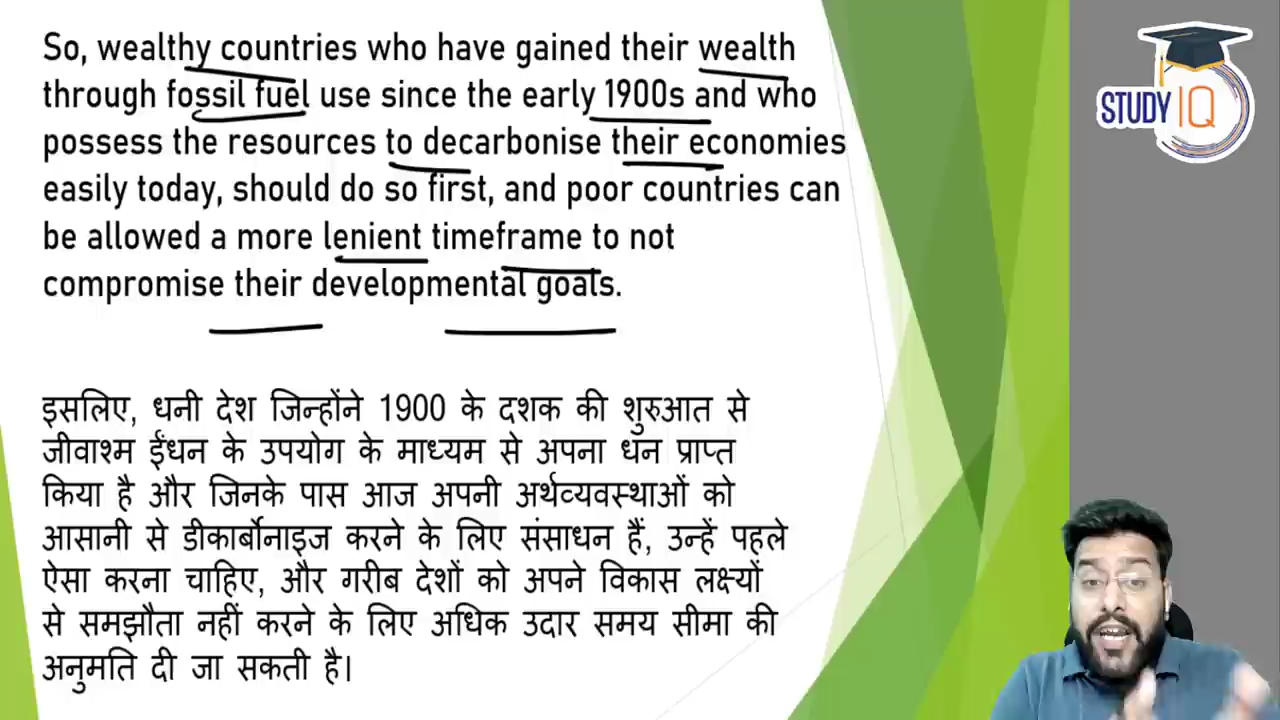 So, wealthy countries who have gained their wealth
through fossil fuel use since the early 1900s and who
possess the resources to decarbonise their economies
easily today, should do so first, and poor countries can
be allowed a more lenient timeframe to not
compromise their developmental goals.
इसलिए, धनी देश जिन्होंने 1900 के दशक की शुरुआत से
जीवाश्म ईंधन के उपयोग के माध्यम से अपना धन प्राप्त
किया है और जिनके पास आज अपनी अर्थव्यवस्थाओं को
आसानी से डीकार्बोनाइज करने के लिए संसाधन हैं, उन्हें पहले
ऐसा करना चाहिए, और गरीब देशों को अपने विकास लक्ष्यों
से समझौता नहीं करने के लिए अधिक उदार समय सीमा की
अनुमति दी जा सकती है।
STUDY IQ